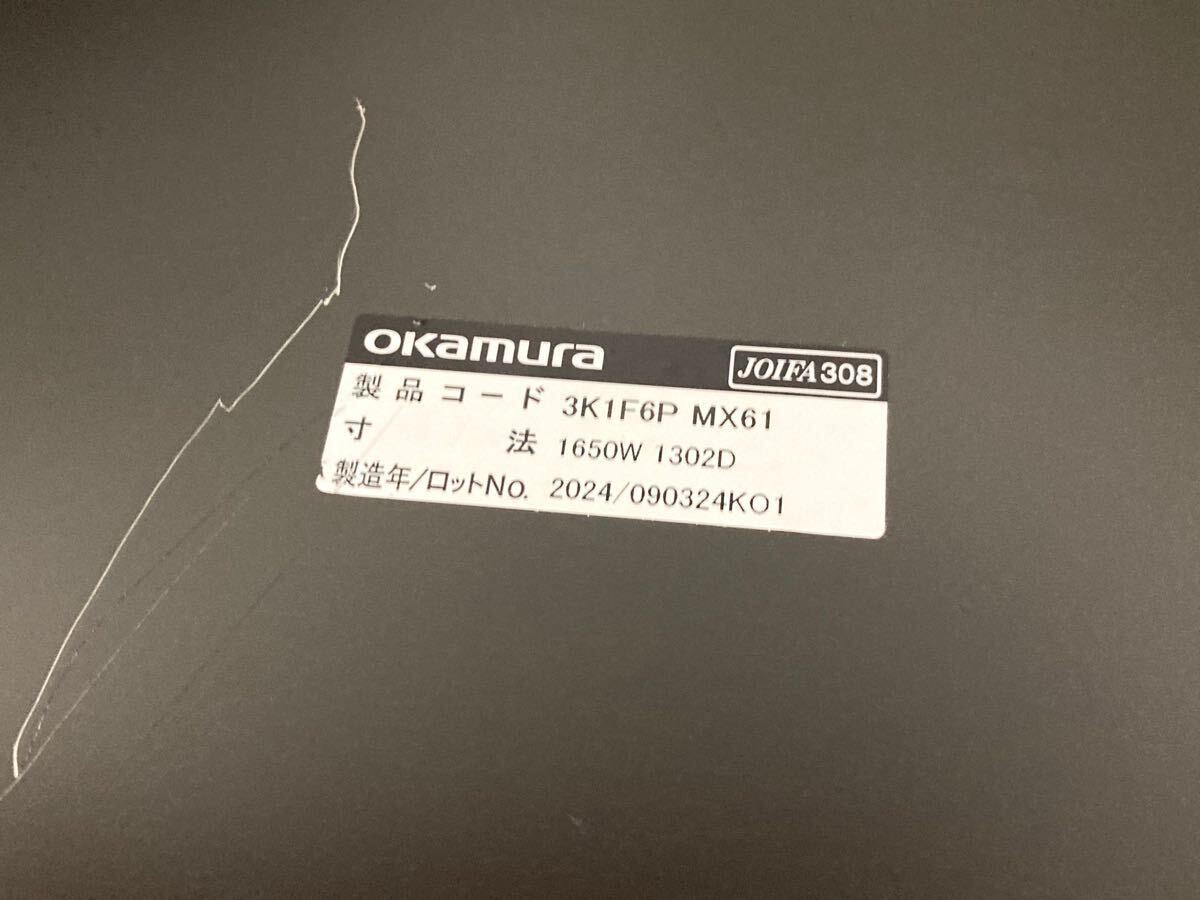 okamura JOIFA308
製品コード 3K1F6P MX61
寸法 1650W 1302D
製造年/ロットNo. 2024/090324KO1